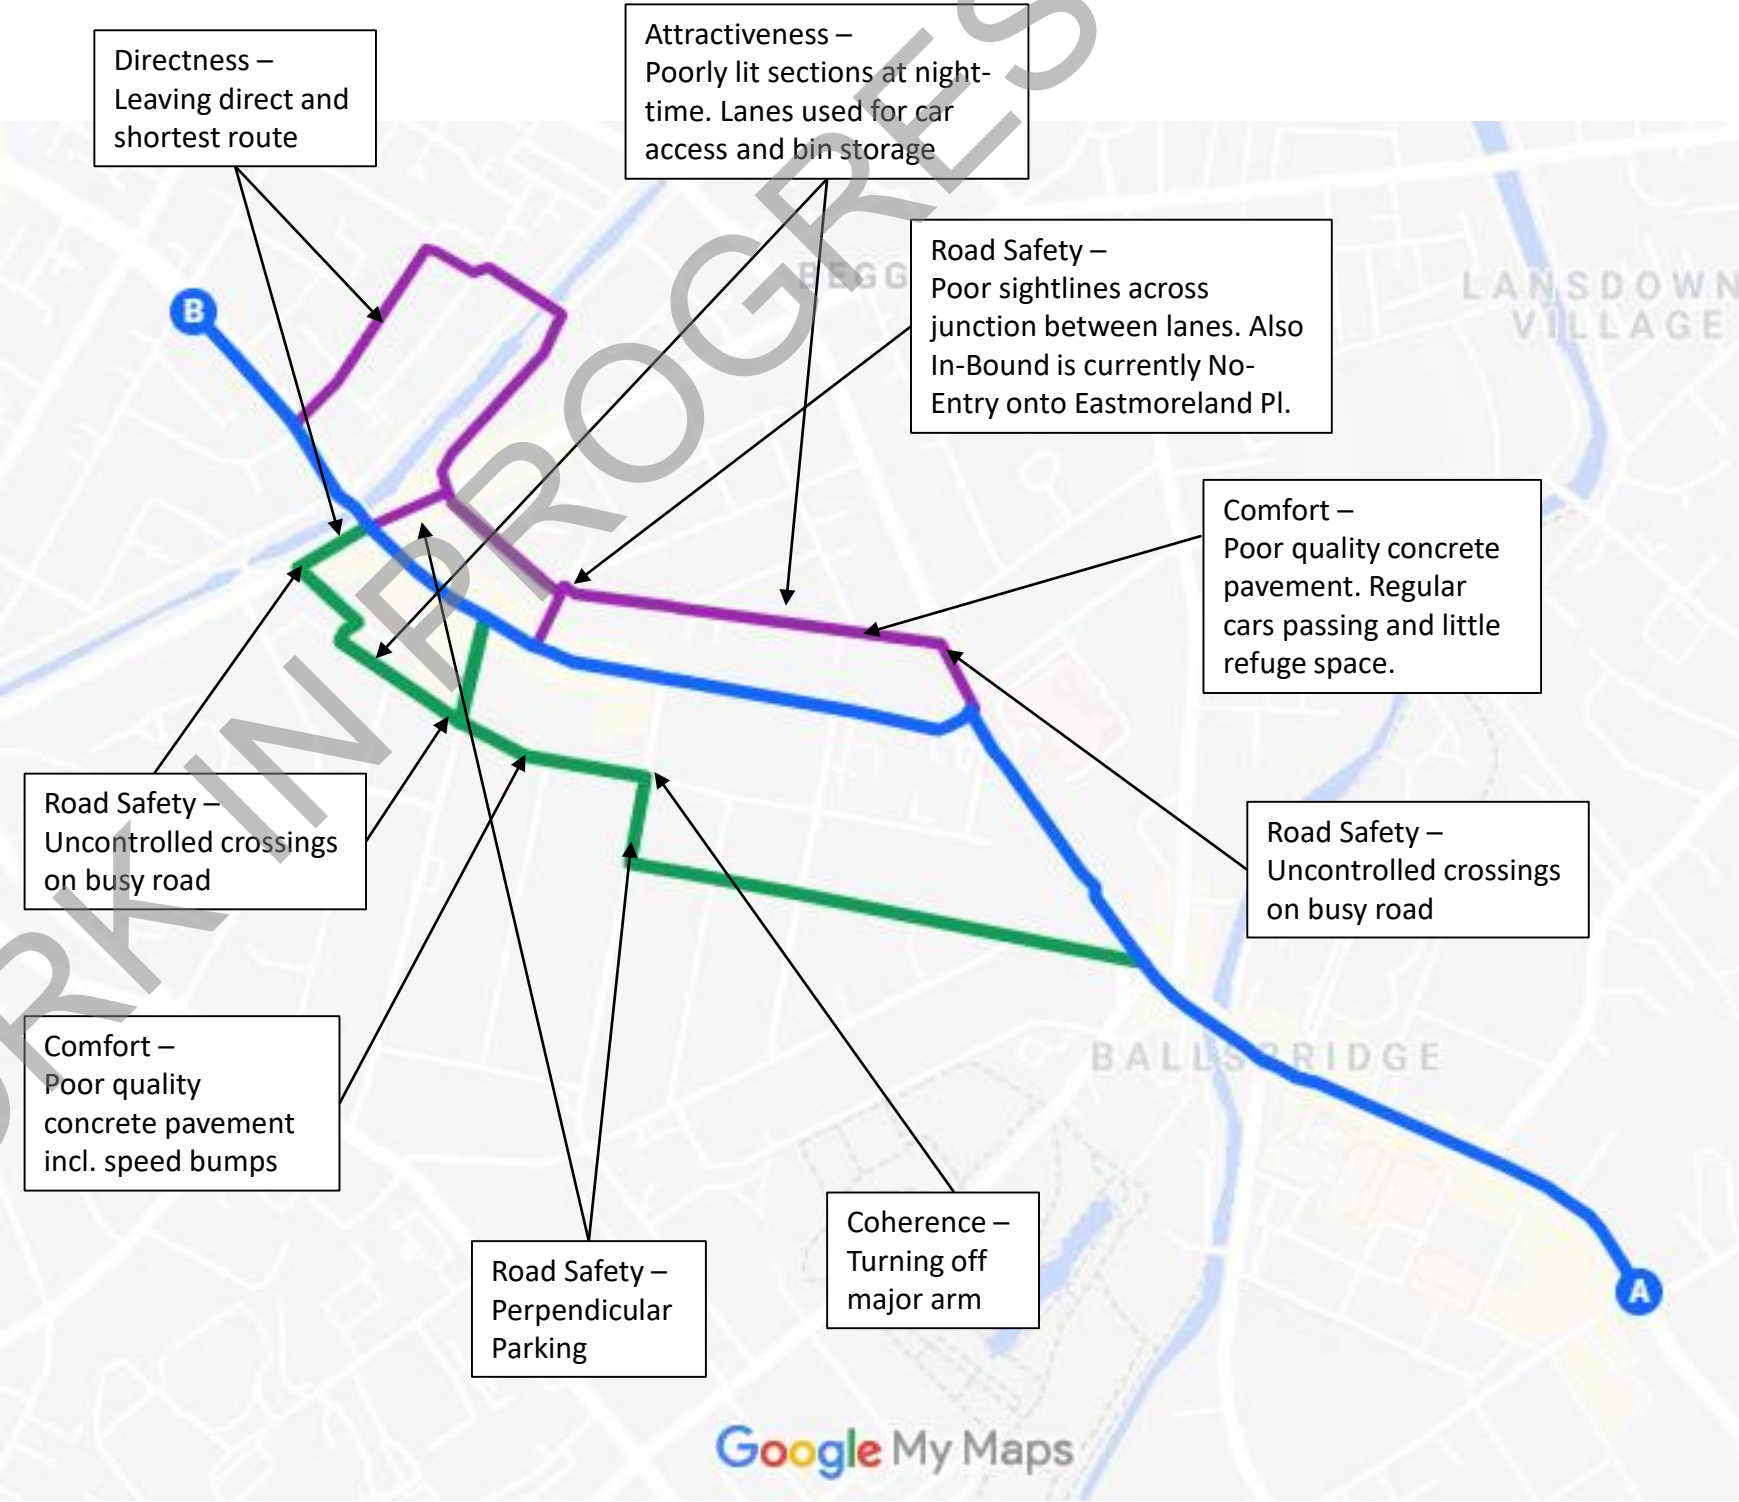 Directness –
Leaving direct and
shortest route
Attractiveness –
Poorly lit sections at night-
time. Lanes used for car
access and bin storage
Road Safety –
Poor sightlines across
junction between lanes. Also
In-Bound is currently No-
Entry onto Eastmoreland Pl.
BEGG
LANSDOWN
VILLAGE
B
Comfort –
Poor quality concrete
pavement. Regular
cars passing and little
refuge space.
Road Safety –
Uncontrolled crossings
on busy road
Road Safety –
Uncontrolled crossings
on busy road
Comfort –
Poor quality
concrete pavement
incl. speed bumps
BALLSBRIDGE
Coherence –
Turning off
major arm
Road Safety –
Perpendicular
Parking
A
Google My Maps
ORK IN PROGRES